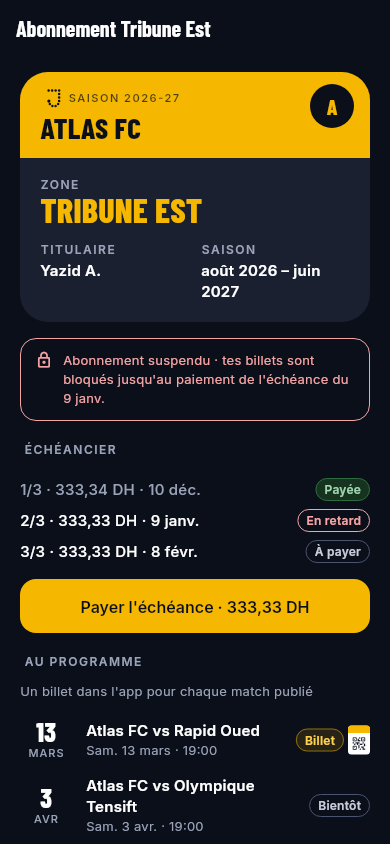 Abonnement Tribune Est
SAISON 2026-27
ATLAS FC
A
ZONE
TRIBUNE EST
TITULAIRE
Yazid A.
SAISON
août 2026 – juin
2027
Abonnement suspendu · tes billets sont
bloqués jusqu'au paiement de l'échéance du
9 janv.
ÉCHÉANCIER
1/3 · 333,34 DH · 10 déc. Payée
2/3 · 333,33 DH · 9 janv. En retard
3/3 · 333,33 DH · 8 févr. À payer
Payer l'échéance · 333,33 DH
AU PROGRAMME
Un billet dans l'app pour chaque match publié
13
MARS
Atlas FC vs Rapid Oued
Sam. 13 mars · 19:00
Billet
3
AVR
Atlas FC vs Olympique
Tensift
Sam. 3 avr. · 19:00
Bientôt